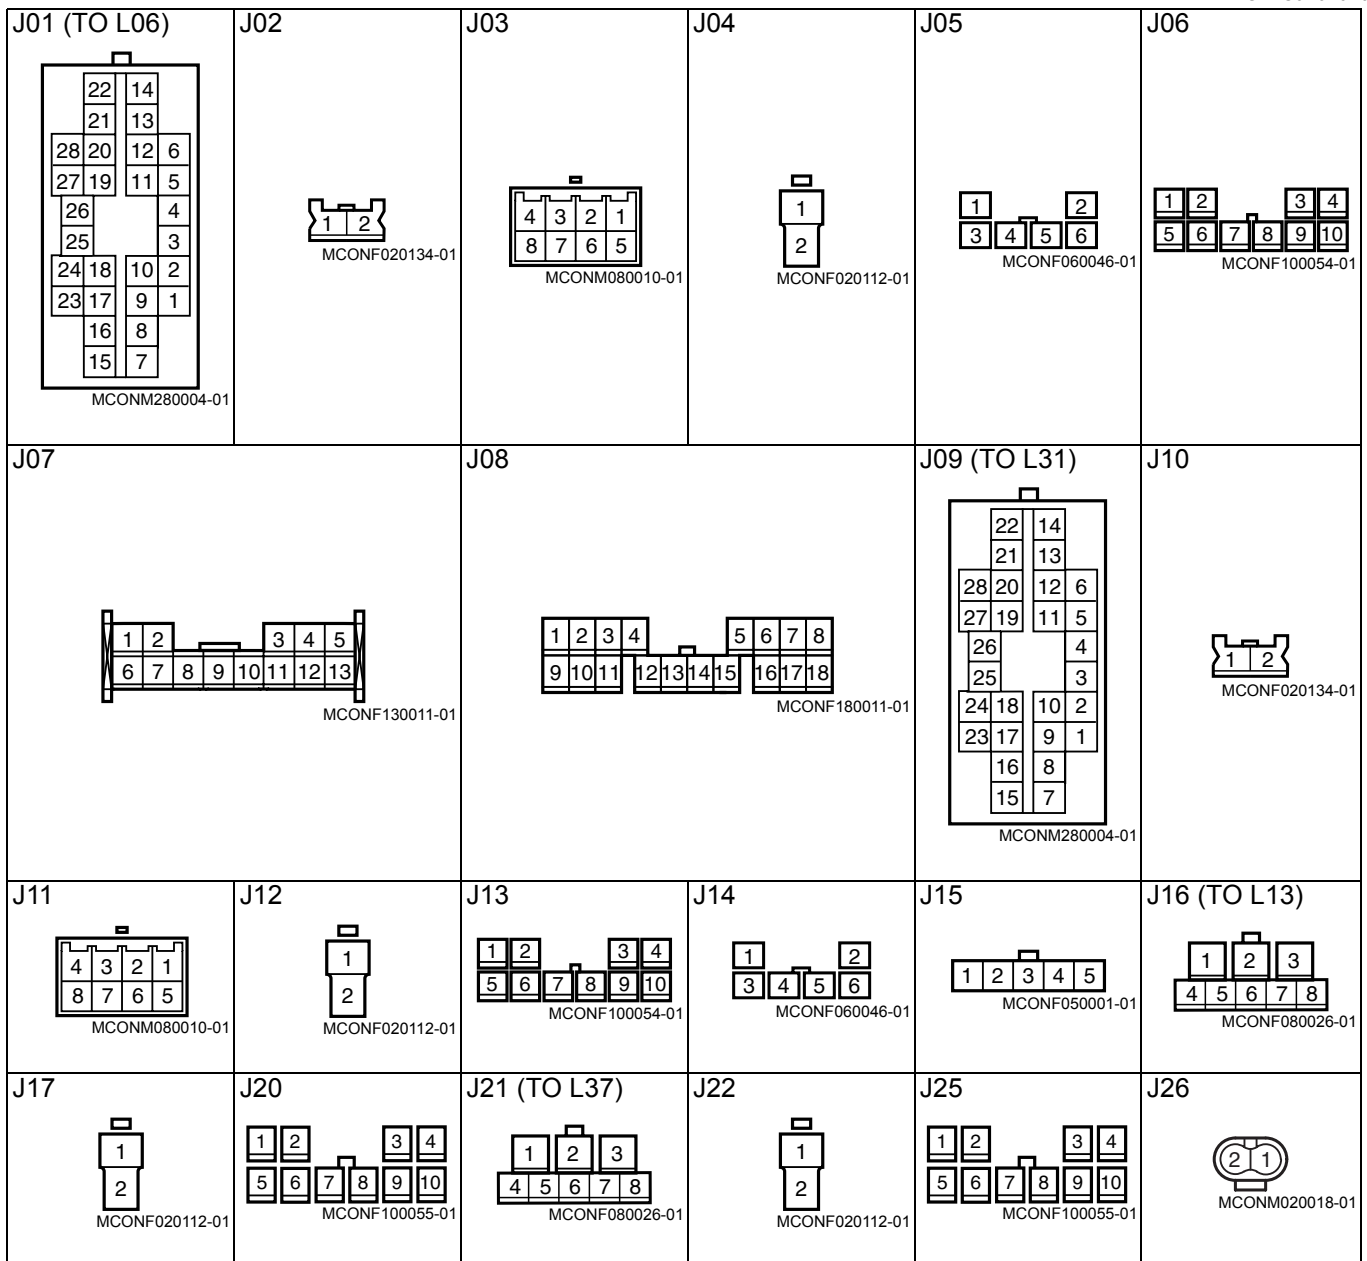 J01 (TO L06)
22 14
21 13
28 20 12 6
27 19 11 5
26 4
25 3
24 18 10 2
23 17 9 1
16 8
15 7
MCONM280004-01
J02
1 2
MCONF020134-01
J03
4 3 2 1
8 7 6 5
MCONM080010-01
J04
1
2
MCONF020112-01
J05
1 2
3 4 5 6
MCONF060046-01
J06
1 2 3 4
5 6 7 8 9 10
MCONF100054-01
J07
1 2 3 4 5
6 7 8 9 10 11 12 13
MCONF130011-01
J08
1 2 3 4 5 6 7 8
9 10 11 12 13 14 15 16 17 18
MCONF180011-01
J09 (TO L31)
22 14
21 13
28 20 12 6
27 19 11 5
26 4
25 3
24 18 10 2
23 17 9 1
16 8
15 7
MCONM280004-01
J10
1 2
MCONF020134-01
J11
4 3 2 1
8 7 6 5
MCONM080010-01
J12
1
2
MCONF020112-01
J13
1 2 3 4
5 6 7 8 9 10
MCONF100054-01
J14
1 2
3 4 5 6
MCONF060046-01
J15
1 2 3 4 5
MCONF050001-01
J16 (TO L13)
1 2 3
4 5 6 7 8
MCONF080026-01
J17
1
2
MCONF020112-01
J20
1 2 3 4
5 6 7 8 9 10
MCONF100055-01
J21 (TO L37)
1 2 3
4 5 6 7 8
MCONF080026-01
J22
1
2
MCONF020112-01
J25
1 2 3 4
5 6 7 8 9 10
MCONF100055-01
J26
2 1
MCONM020018-01